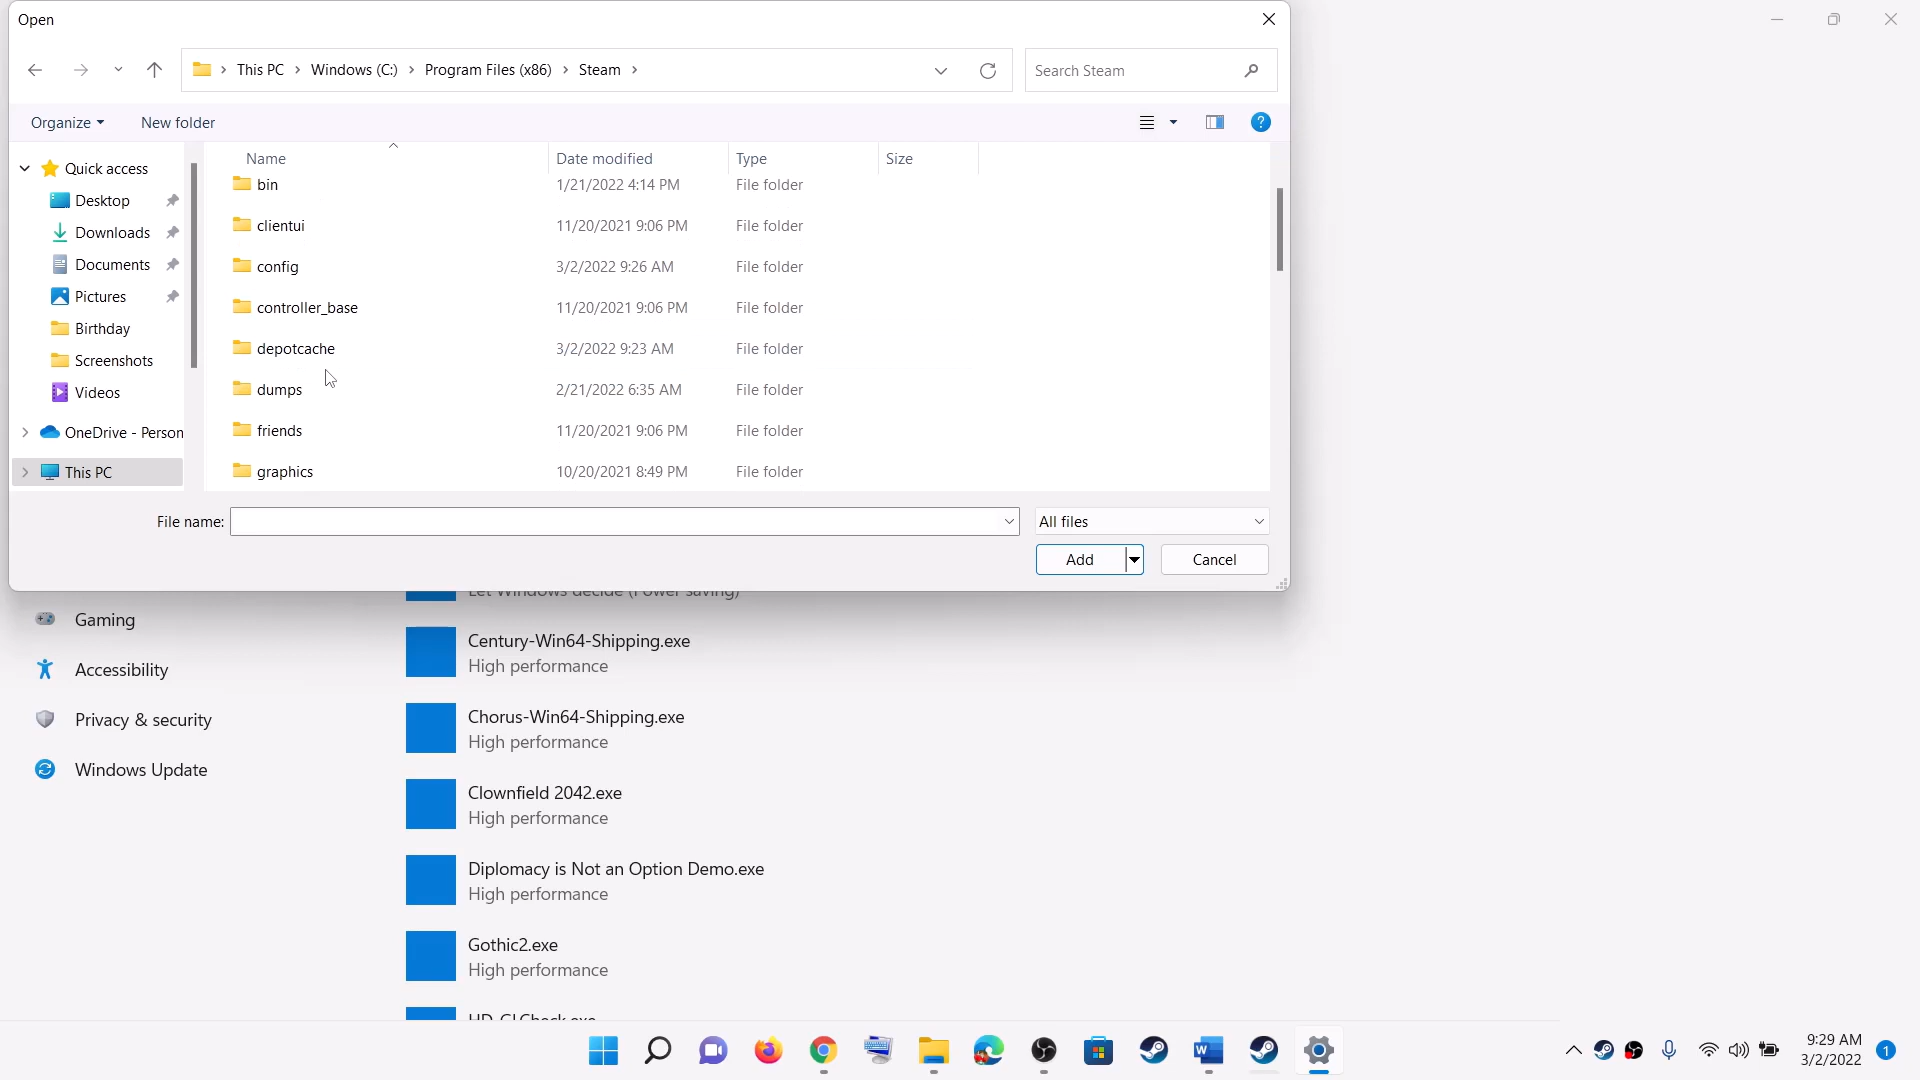 Open
This PC > Windows (C:) > Program Files (x86) > Steam >
Search Steam
Organize
New folder
Name
Date modified
Type
Size
Quick access
Desktop
Downloads
Documents
Pictures
Birthday
Screenshots
Videos
OneDrive - Person
This PC
bin 1/21/2022 4:14 PM File folder
clientui 11/20/2021 9:06 PM File folder
config 3/2/2022 9:26 AM File folder
controller_base 11/20/2021 9:06 PM File folder
depotcache 3/2/2022 9:23 AM File folder
dumps 2/21/2022 6:35 AM File folder
friends 11/20/2021 9:06 PM File folder
graphics 10/20/2021 8:49 PM File folder
File name:
All files
Add
Cancel
Let Windows decide (Power saving)
Gaming
Accessibility
Privacy & security
Windows Update
Century-Win64-Shipping.exe
High performance
Chorus-Win64-Shipping.exe
High performance
Clownfield 2042.exe
High performance
Diplomacy is Not an Option Demo.exe
High performance
Gothic2.exe
High performance
9:29 AM
3/2/2022
1